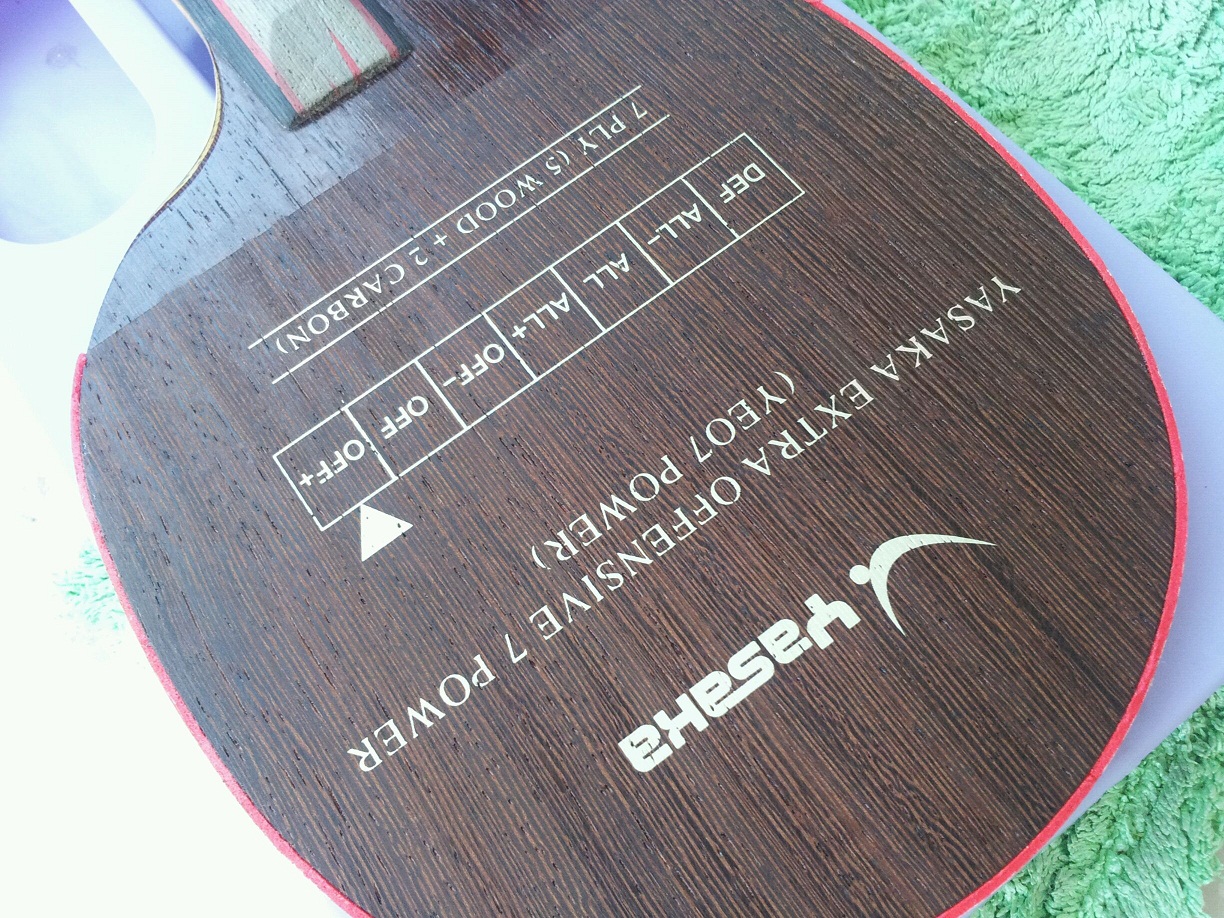 yasaka
YASAKA EXTRA OFFENSIVE 7 POWER
(YEO7 POWER)
DEF ALL- ALL ALL+ OFF- OFF OFF+
7 PLY (5 WOOD + 2 CARBON)